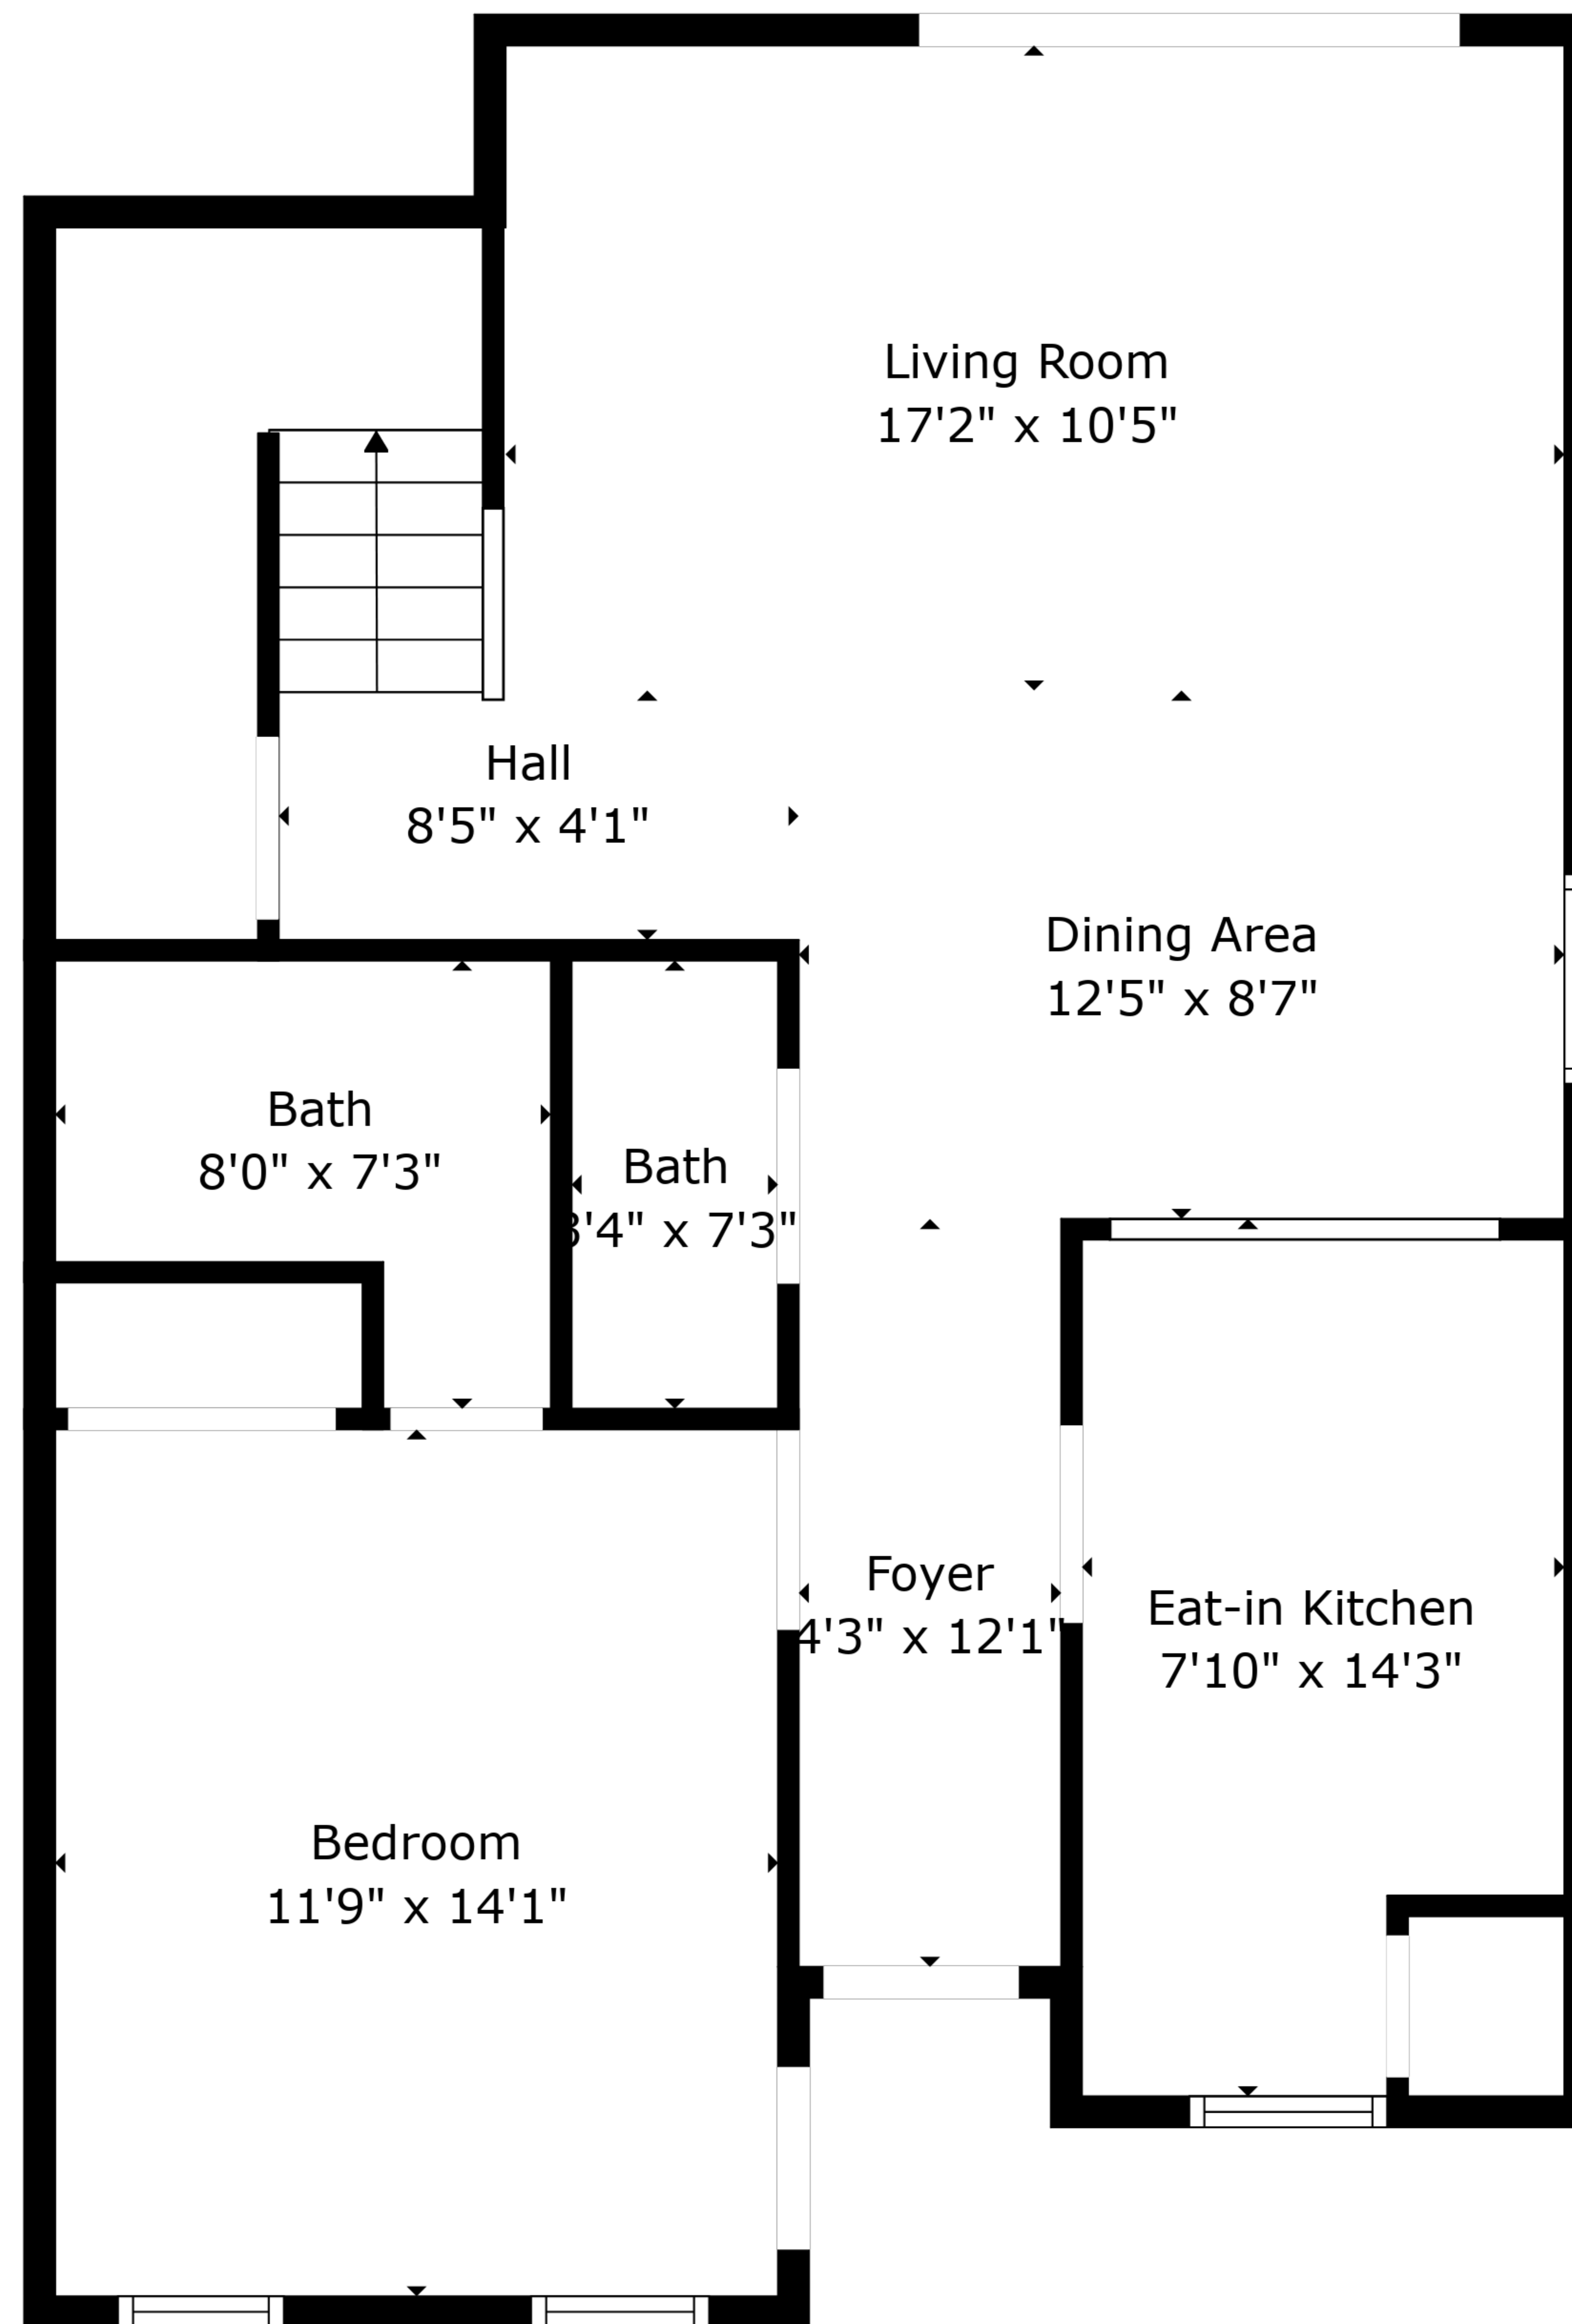 Living Room
17'2" x 10'5"
Hall
8'5" x 4'1"
Dining Area
12'5" x 8'7"
Bath
8'0" x 7'3"
Bath
3'4" x 7'3"
Foyer
4'3" x 12'1"
Eat-in Kitchen
7'10" x 14'3"
Bedroom
11'9" x 14'1"